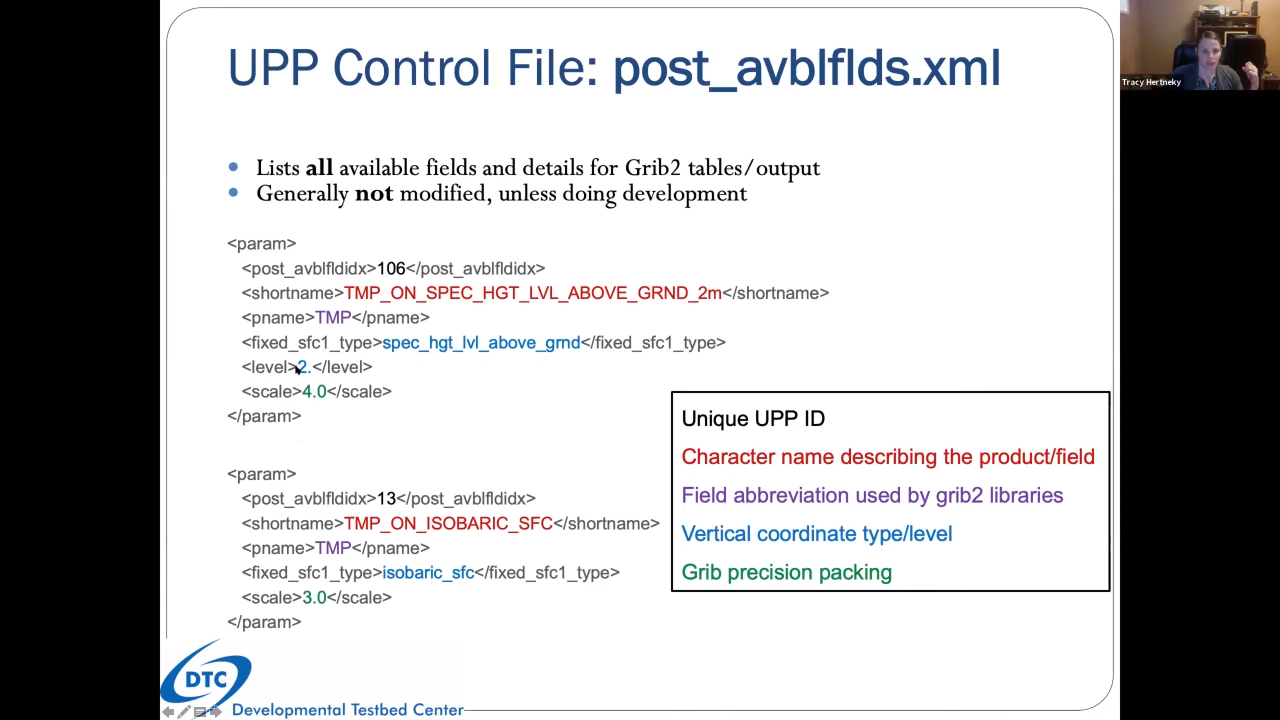 UPP Control File: post_avblflds.xml
Tracy Hertneky
• Lists all available fields and details for Grib2 tables/output
• Generally not modified, unless doing development
<param>
<post_avblfldidx>106</post_avblfldidx>
<shortname>TMP_ON_SPEC_HGT_LVL_ABOVE_GRND_2m</shortname>
<pname>TMP</pname>
<fixed_sfc1_type>spec_hgt_lvl_above_grnd</fixed_sfc1_type>
<level>2.</level>
<scale>4.0</scale>
</param>
<param>
<post_avblfldidx>13</post_avblfldidx>
<shortname>TMP_ON_ISOBARIC_SFC</shortname>
<pname>TMP</pname>
<fixed_sfc1_type>isobaric_sfc</fixed_sfc1_type>
<scale>3.0</scale>
</param>
Unique UPP ID
Character name describing the product/field
Field abbreviation used by grib2 libraries
Vertical coordinate type/level
Grib precision packing
DTC
Developmental Testbed Center